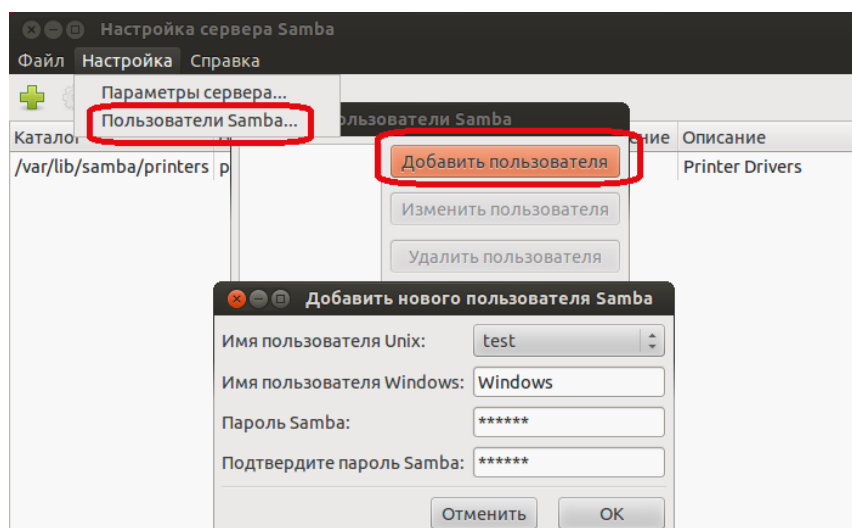 Настройка сервера Samba
Файл Настройка Справка
Параметры сервера...
Пользователи Samba...
Samba
Каталог
Описание
/var/lib/samba/printers
Printer Drivers
Добавить пользователя
Изменить пользователя
Удалить пользователя
Добавить нового пользователя Samba
Имя пользователя Unix: test
Имя пользователя Windows: Windows
Пароль Samba: ******
Подтвердите пароль Samba: ******
Отменить OK